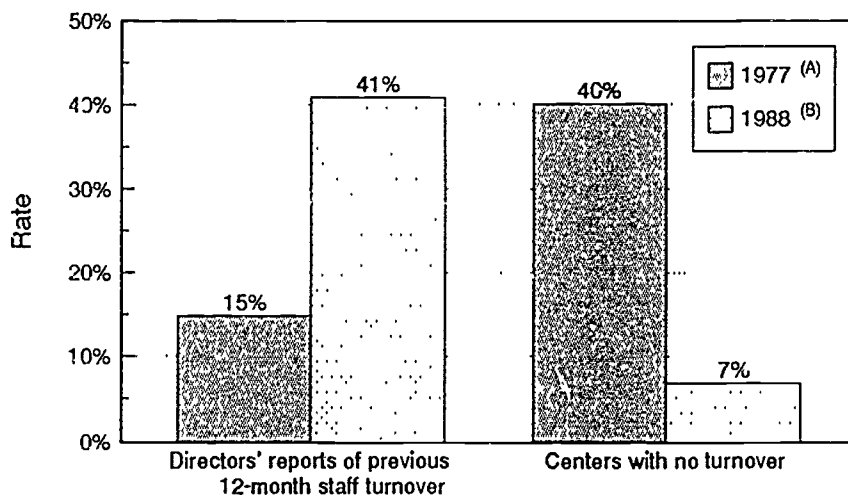 50%
40%
30%
20%
10%
0%
Rate
15%
41%
40%
7%
1977 (A)
1988 (B)
Directors' reports of previous
12-month staff turnover
Centers with no turnover